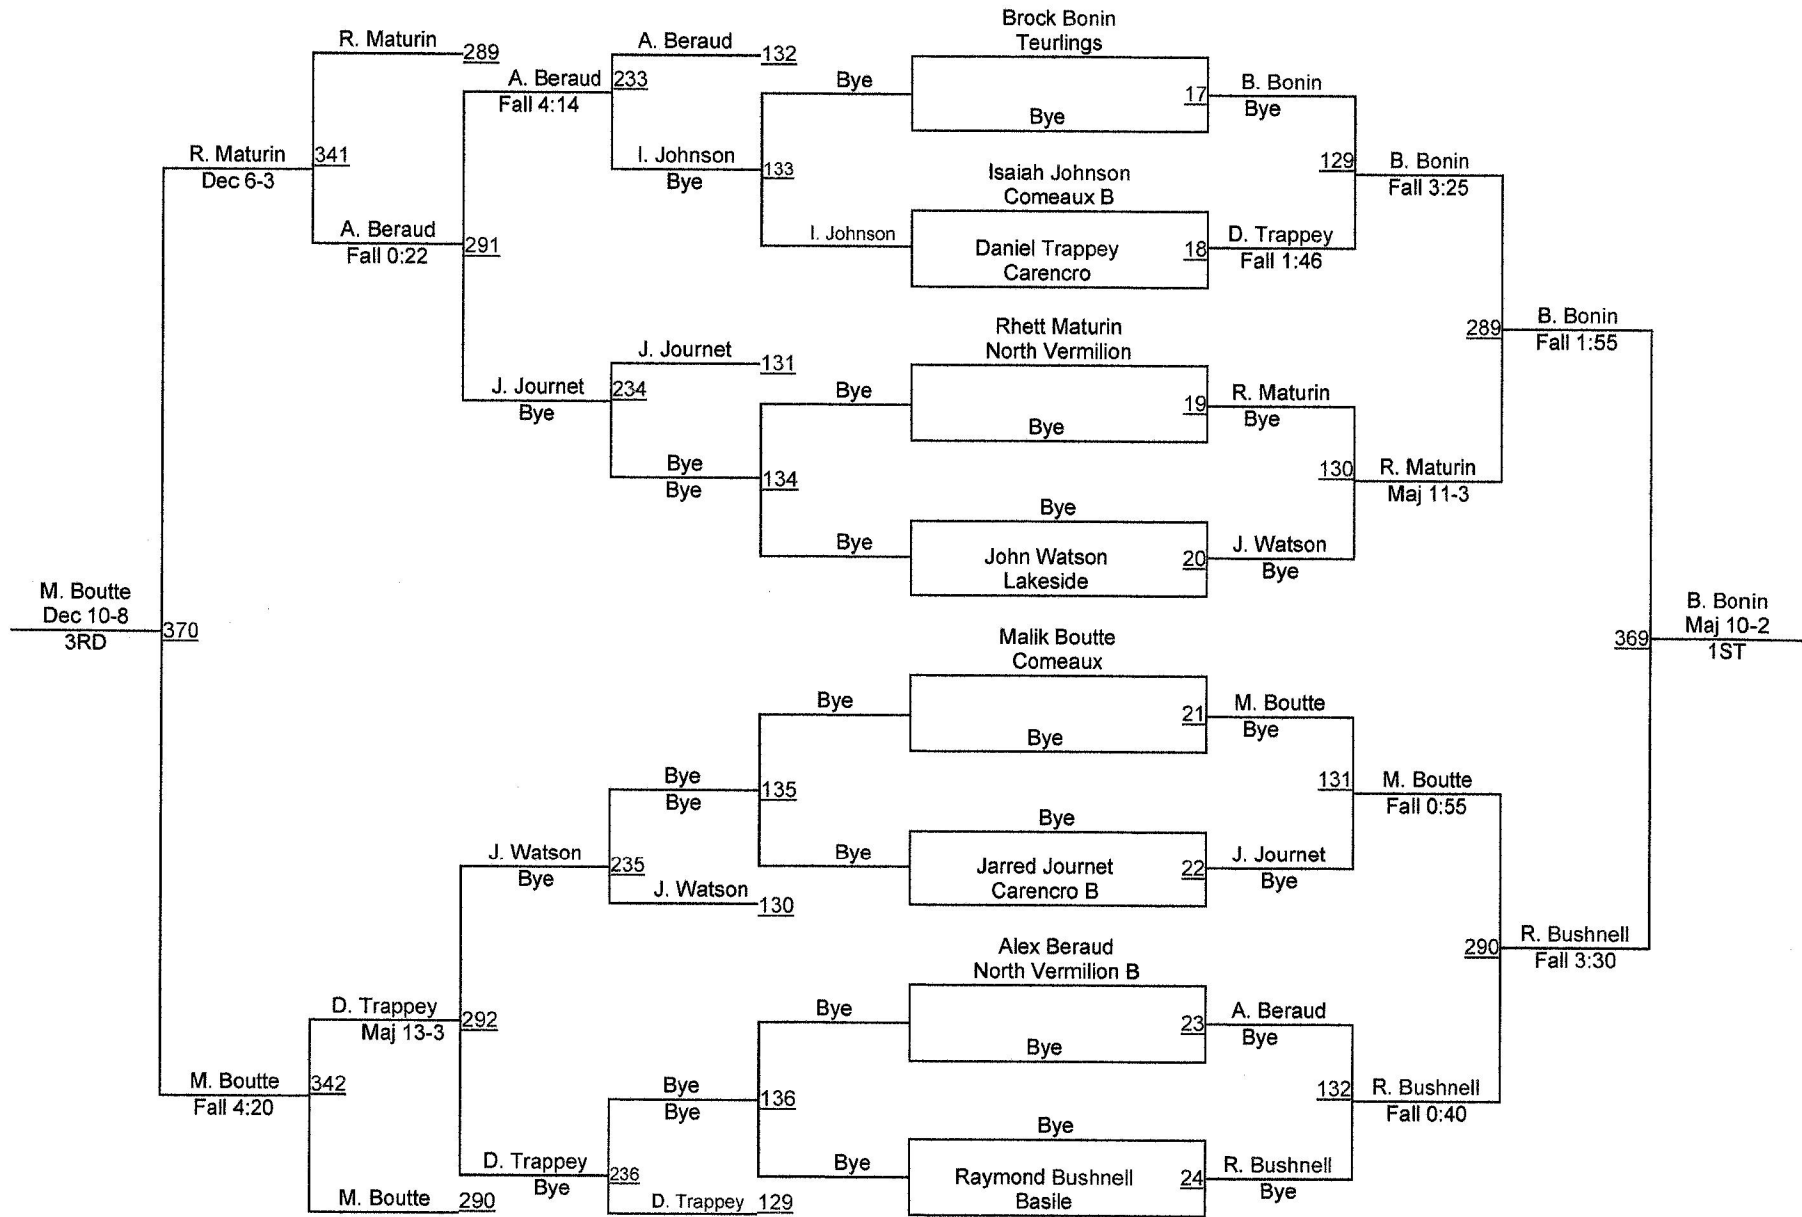 Brock Bonin
Teurlings
R. Maturin
289
A. Beraud
132
A. Beraud
233
Fall 4:14
Bye
17
B. Bonin
Bye
Bye
R. Maturin
341
Dec 6-3
I. Johnson
133
Bye
Isaiah Johnson
Comeaux B
129
B. Bonin
Fall 3:25
A. Beraud
291
Fall 0:22
I. Johnson
Daniel Trappey
Carencro
18
D. Trappey
Fall 1:46
Rhett Maturin
North Vermilion
289
B. Bonin
Fall 1:55
J. Journet
131
J. Journet
234
Bye
Bye
19
R. Maturin
Bye
Bye
Bye
134
Bye
130
R. Maturin
Maj 11-3
Bye
Bye
John Watson
Lakeside
20
J. Watson
Bye
M. Boutte
Dec 10-8
370
3RD
Malik Boutte
Comeaux
369
B. Bonin
Maj 10-2
1ST
Bye
21
M. Boutte
Bye
Bye
Bye
135
Bye
131
M. Boutte
Fall 0:55
J. Watson
235
Bye
Bye
Bye
Jarred Journet
Carencro B
22
J. Journet
Bye
J. Watson
130
Alex Beraud
North Vermilion B
290
R. Bushnell
Fall 3:30
D. Trappey
292
Maj 13-3
Bye
23
A. Beraud
Bye
Bye
M. Boutte
342
Fall 4:20
Bye
136
Bye
132
R. Bushnell
Fall 0:40
D. Trappey
236
Bye
Bye
Bye
Raymond Bushnell
Basile
24
R. Bushnell
Bye
M. Boutte
290
D. Trappey
129